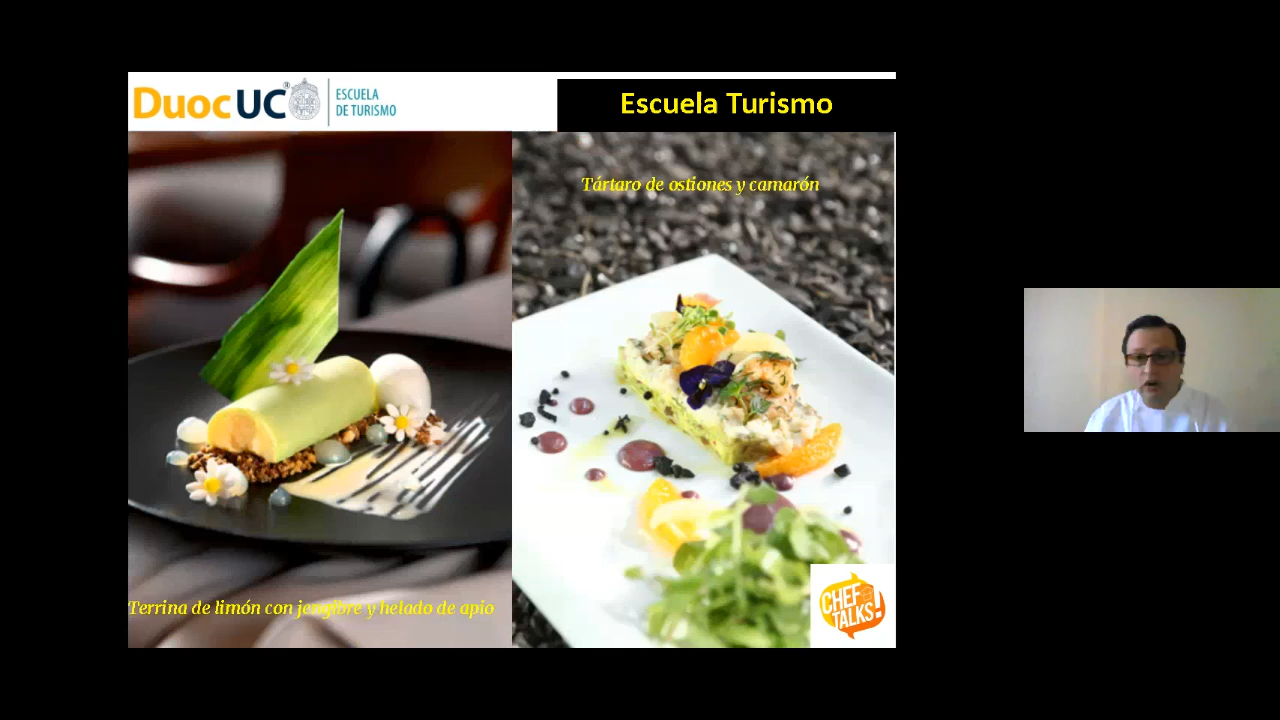 DuocUC®
ESCUELA
DE TURISMO
Escuela Turismo
Tártaro de ostiones y camarón
Terrina de limón con jengibre y helado de apio
CHEF
TALKS!